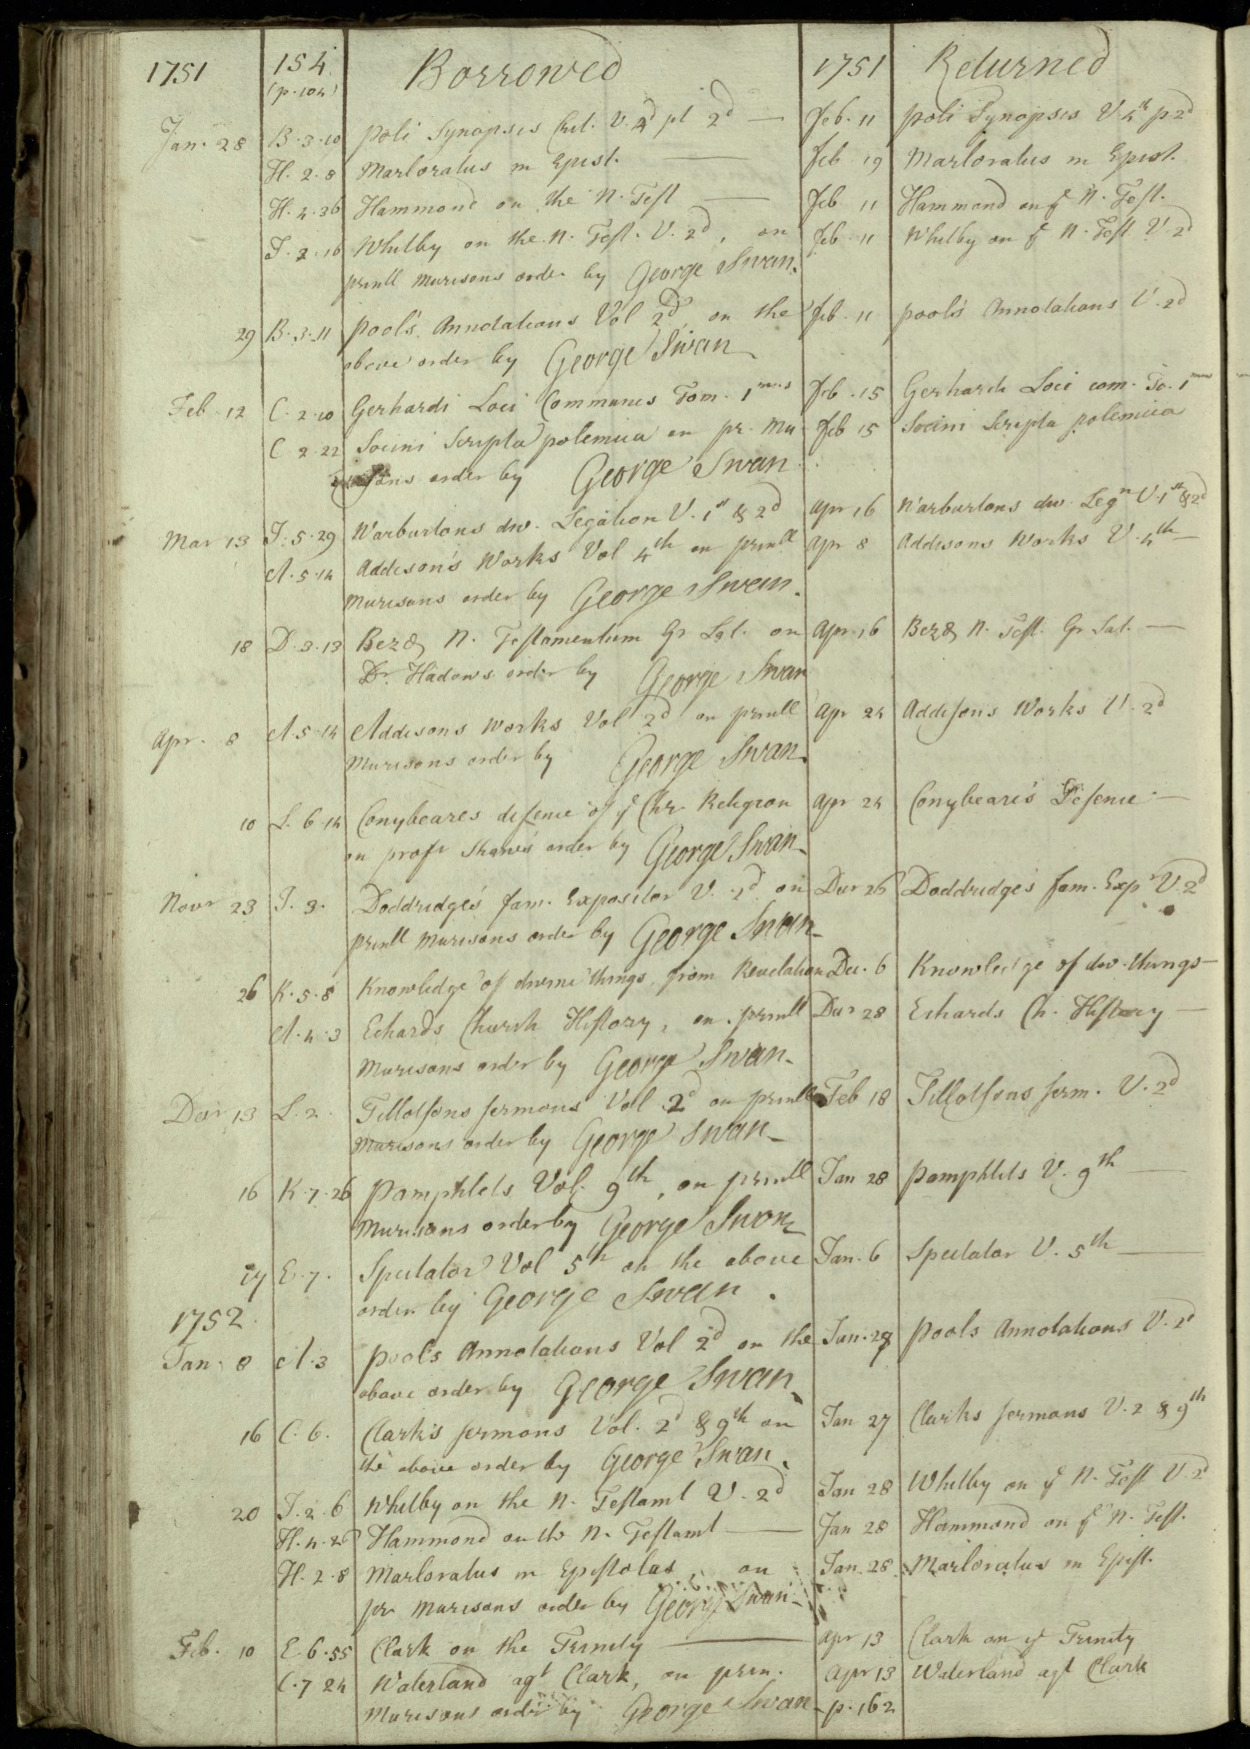 1751 154 Borrowed 1751 Returned
(p. 104)
Jan. 28 B. 3. 10 poli Synopsis Crit. V. 4d pt 2d — Feb. 11 poli Synopsis V. 4th p 2d
H. 2. 8 Marloratus in Epist. — Feb. 19 Marloratus in Epist.
H. 4. 36 Hammond on the N. Test — Feb 11 Hammond on ye N. Test.
J. 2. 16 Whitby on the N. Test. V. 2d, on Feb. 11 Whitby on ye N. Test V. 2d
prinll Murisons order by George Swan.
29 B. 3. 11 pool's Annotations Vol 2d on the Feb. 11 pool's Annotations V. 2d
above order by George Swan
Feb. 12 C. 2. 10 Gerhardi Loci Communes Tom. 1mus Feb. 15 Gerhardi Loci com. To. 1mus
C. 2. 22 Socini Scripta polemica on pr. Mu- Feb 15 Socini Scripta polemica
risons order by George Swan
Mar 13 J. 5. 29 Warburtons div. Legation V. 1st & 2d apr 16 Warburtons div. Legn V. 1st & 2d
A. 5. 14 Addison's Works Vol 4th on prinll apr 8 Addisons Works V. 4th —
Murisons order by George Swan.
18 D. 3. 13 Bezæ N. Testamentum Gr Lat. on apr. 16 Bezæ N. Test. Gr Lat. —
Dr. Hadows order by George Swan
Apr. 8 A. 5. 14 Addisons Works Vol 2d on prinll apr 24 Addisons Works V. 2d
Murisons order by George Swan.
10 L. 6. 14 Conybeares defence of ye Chr. Religion apr 24 Conybeare's Defence —
on profr Shaw's order by George Swan
Novr 23 J. 3. Doddridge's fam. Expositor V. 2d on Decr 26 Doddridge's fam. Expr V. 2d
prinll Murisons order by George Swan
26 K. 5. 8 Knowledge of divine things from Revelation Dec. 6 Knowledge of div. things —
A. 4. 3 Echards Church History, on prinll Decr 28 Echards Ch. History —
Murisons order by George Swan.
Decr 13 L. 2. Tillotsons sermons Vol 2d on prinll Feb 18 Tillotsons serm. V. 2d
Murisons order by George Swan
16 K. 7. 26 pamphlets Vol. 9th, on prinll Jan 28 pamphlets V. 9th —
Murisons order by George Swan
17 E. 7. Spectator Vol 5th on the above Jan. 6 Spectator V. 5th —
order by George Swan.
1752.
Jan. 8 A. 3 pool's Annotations Vol 2d on the Jan. 28 pools Annotations V. 2d
above order by George Swan
16 C. 6. Clark's sermons Vol. 2d & 9th on Jan 27 Clarks sermons V. 2 & 9th
the above order by George Swan.
20 J. 2. 6 Whitby on the N. Testamt V. 2d Jan 28 Whitby on ye N. Test V. 2d
H. 4. 26 Hammond on the N. Testamt — Jan 28 Hammond on ye N. Test.
H. 2. 8 Marloratus in Epistolas, on Jan. 28 Marloratus in Epist.
pr Murisons order by George Swan
Feb. 10 E. 6. 55 Clark on the Trinity — apr 13 Clark on ye Trinity
C. 7 24 Waterland agt Clark, on prin. apr 13 Waterland agt Clark
Murisons order by George Swan p. 162